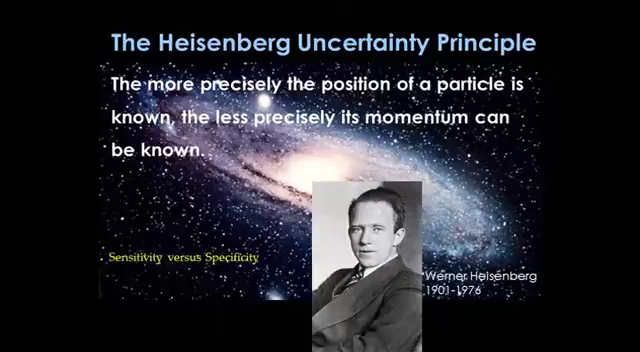 The Heisenberg Uncertainty Principle
The more precisely the position of a particle is
known, the less precisely its momentum can
be known.
Sensitivity versus Specificity
Werner Heisenberg
1901-1976